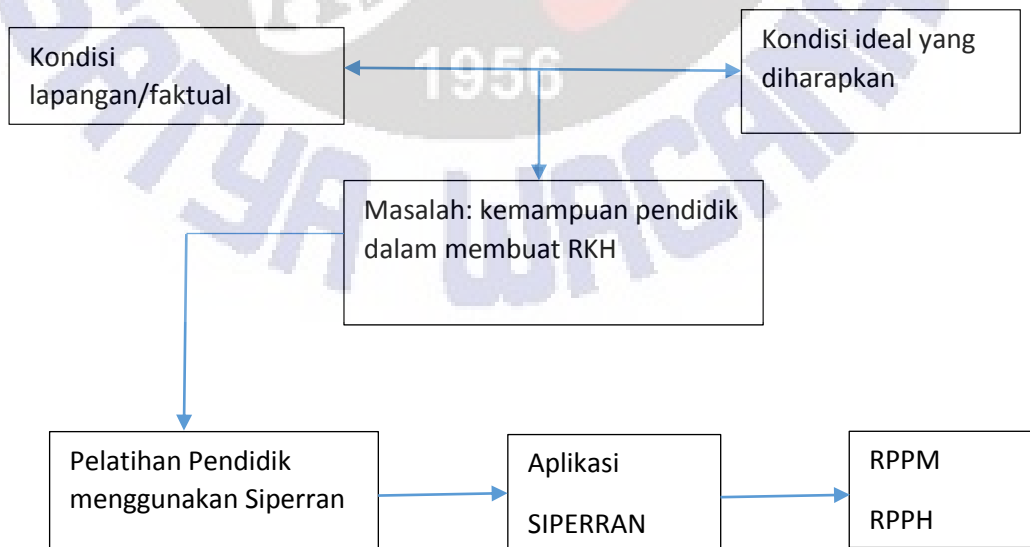 Kondisi
lapangan/faktual
Kondisi ideal yang
diharapkan
1956
Masalah: kemampuan pendidik
dalam membuat RKH
Pelatihan Pendidik
menggunakan Siperran
Aplikasi
SIPERRAN
RPPM
RPPH